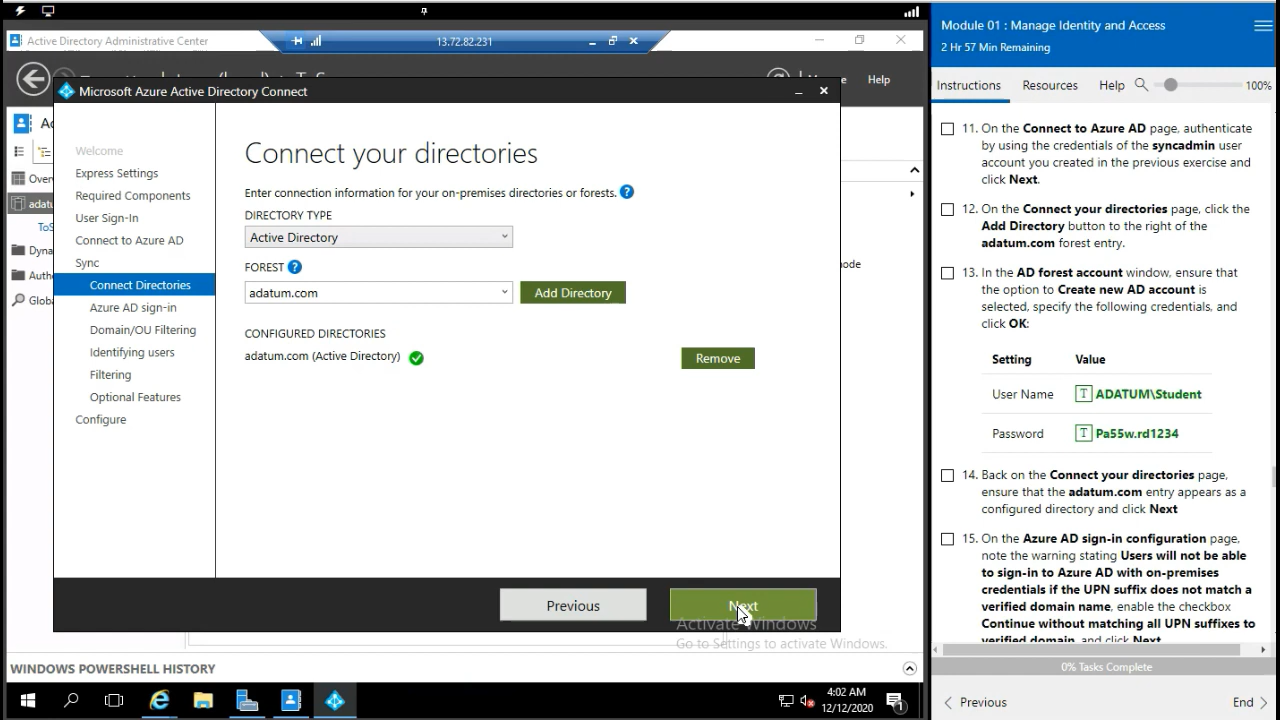 Active Directory Administrative Center
13.72.82.231
Help
Microsoft Azure Active Directory Connect
Welcome
Express Settings
Required Components
User Sign-In
Connect to Azure AD
Sync
Connect Directories
Azure AD sign-in
Domain/OU Filtering
Identifying users
Filtering
Optional Features
Configure
Connect your directories
Enter connection information for your on-premises directories or forests. ?
DIRECTORY TYPE
Active Directory
FOREST ?
adatum.com
Add Directory
CONFIGURED DIRECTORIES
adatum.com (Active Directory)
Remove
Previous
Next
Activate Windows
Go to Settings to activate Windows.
WINDOWS POWERSHELL HISTORY
4:02 AM
12/12/2020
1
Module 01 : Manage Identity and Access
2 Hr 57 Min Remaining
Instructions Resources Help 100%
11. On the Connect to Azure AD page, authenticate
by using the credentials of the syncadmin user
account you created in the previous exercise and
click Next.
12. On the Connect your directories page, click the
Add Directory button to the right of the
adatum.com forest entry.
13. In the AD forest account window, ensure that
the option to Create new AD account is
selected, specify the following credentials, and
click OK:
Setting Value
User Name T ADATUM\Student
Password T Pa55w.rd1234
14. Back on the Connect your directories page,
ensure that the adatum.com entry appears as a
configured directory and click Next
15. On the Azure AD sign-in configuration page,
note the warning stating Users will not be able
to sign-in to Azure AD with on-premises
credentials if the UPN suffix does not match a
verified domain name, enable the checkbox
Continue without matching all UPN suffixes to
verified domain, and click Next
0% Tasks Complete
Previous End